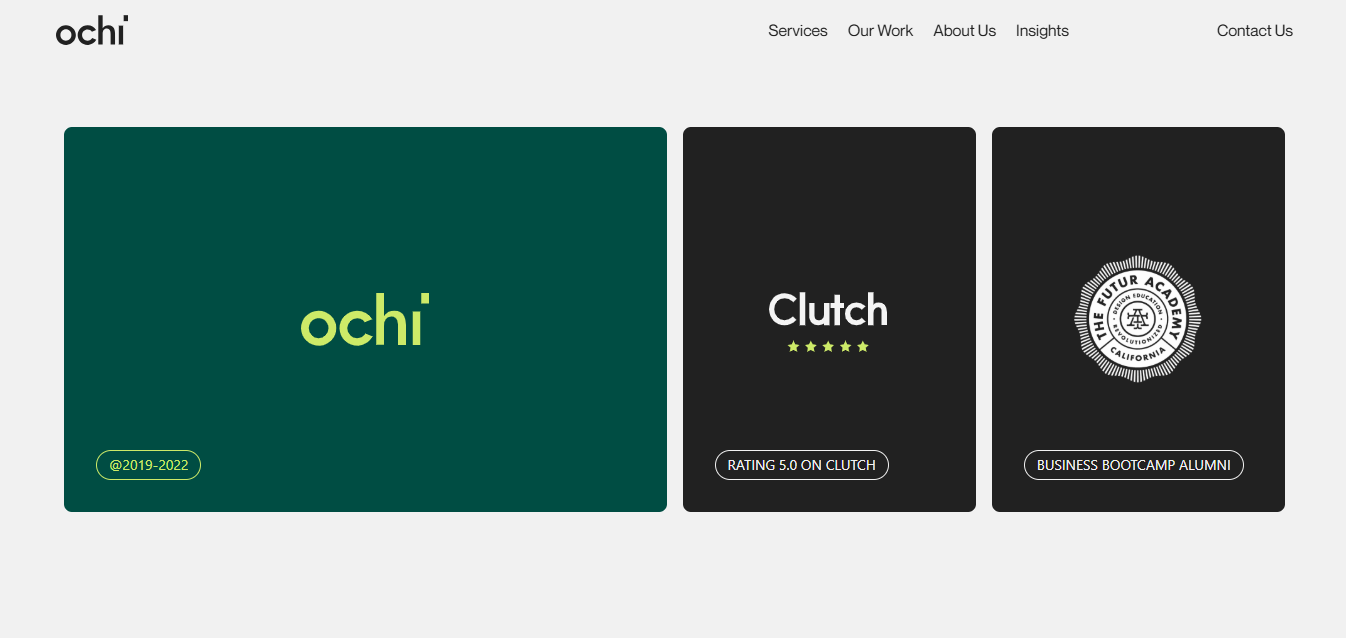 ochi
Services Our Work About Us Insights Contact Us
ochi
@2019-2022
Clutch
RATING 5.0 ON CLUTCH
THE FUTUR ACADEMY
DESIGN EDUCATION
REVOLUTIONIZED
CALIFORNIA
BUSINESS BOOTCAMP ALUMNI